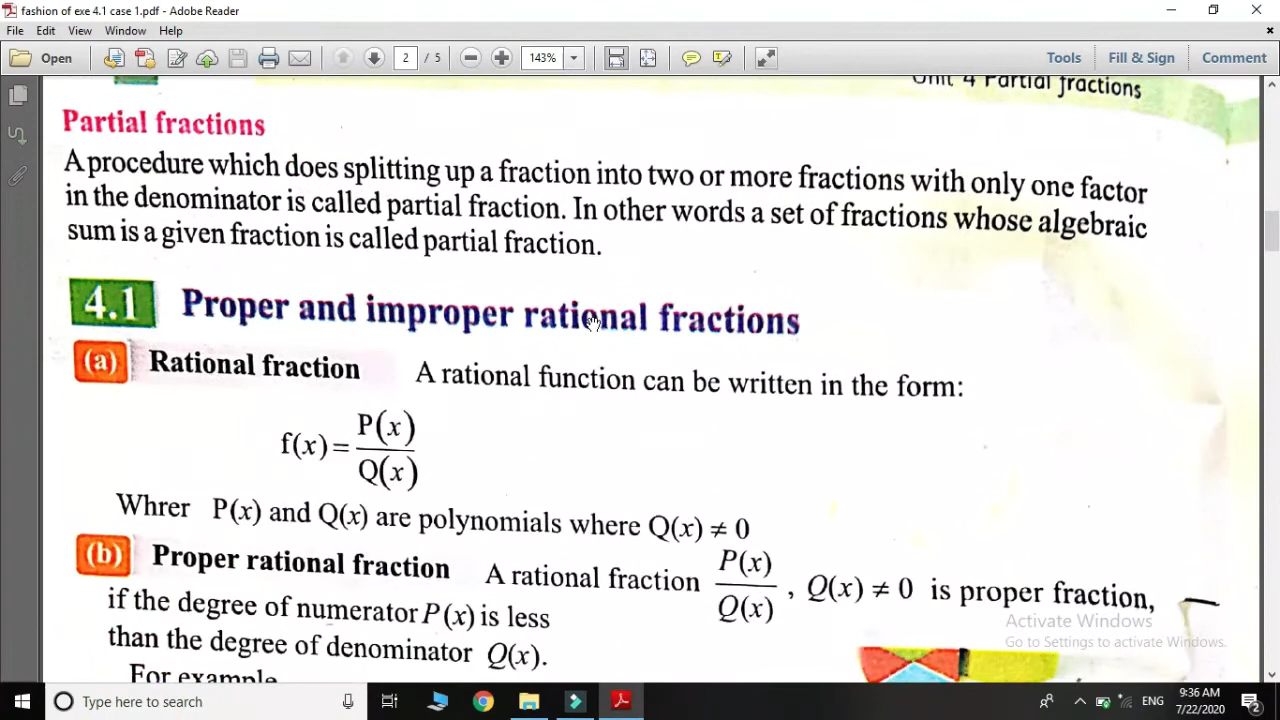 fashion of exe 4.1 case 1.pdf - Adobe Reader
File Edit View Window Help
Open 2 / 5 143% Tools Fill & Sign Comment
Unit 4 Partial fractions
Partial fractions
A procedure which does splitting up a fraction into two or more fractions with only one factor
in the denominator is called partial fraction. In other words a set of fractions whose algebraic
sum is a given fraction is called partial fraction.
4.1 Proper and improper rational fractions
(a) Rational fraction A rational function can be written in the form:
f(x) = P(x) / Q(x)
Whrer P(x) and Q(x) are polynomials where Q(x) ≠ 0
(b) Proper rational fraction A rational fraction P(x) / Q(x) , Q(x) ≠ 0 is proper fraction,
if the degree of numerator P(x) is less
than the degree of denominator Q(x).
For example
Activate Windows
Go to Settings to activate Windows.
Type here to search
ENG
9:36 AM
7/22/2020
2